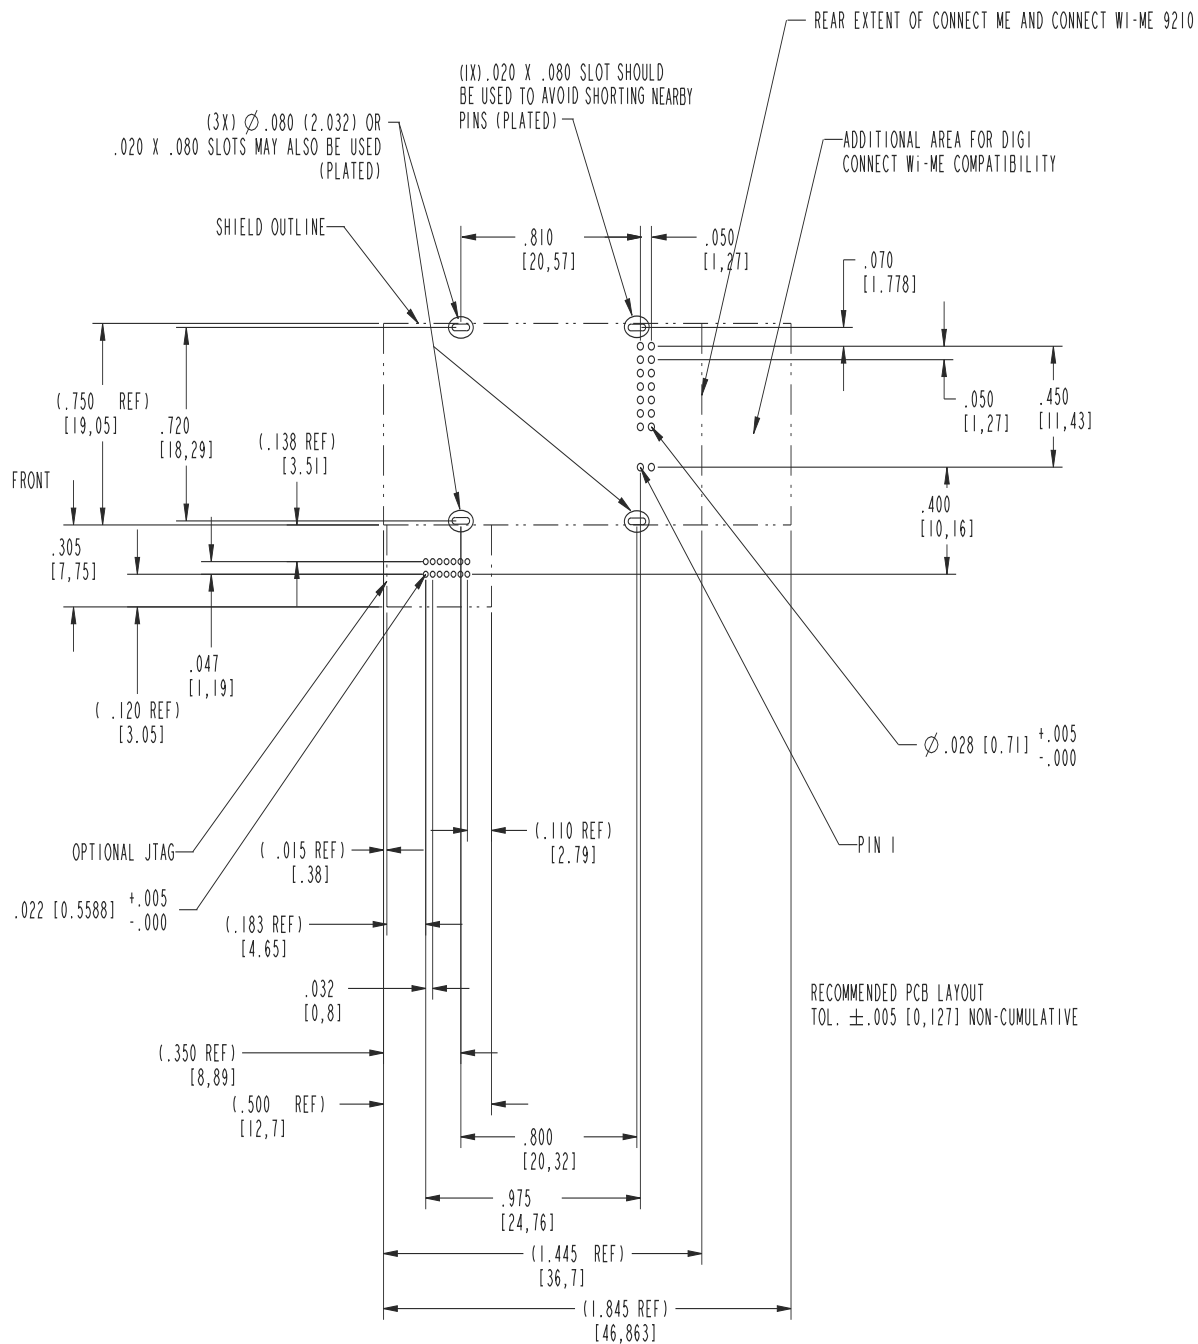 REAR EXTENT OF CONNECT ME AND CONNECT WI-ME 9210
(1X).020 X .080 SLOT SHOULD
BE USED TO AVOID SHORTING NEARBY
PINS (PLATED)
(3X) Ø .080 (2.032) OR
.020 X .080 SLOTS MAY ALSO BE USED
(PLATED)
ADDITIONAL AREA FOR DIGI
CONNECT Wi-ME COMPATIBILITY
SHIELD OUTLINE
.810
[20,57]
.050
[1,27]
.070
[1.778]
(.750 REF)
[19,05]
.720
[18,29]
(.138 REF)
[3.51]
.050
[1,27]
.450
[11,43]
FRONT
.400
[10,16]
.305
[7,75]
.047
[1,19]
( .120 REF)
[3.05]
Ø.028 [0.71] +.005
-.000
OPTIONAL JTAG
( .015 REF)
[.38]
(.110 REF)
[2.79]
PIN 1
.022 [0.5588] +.005
-.000
(.183 REF)
[4.65]
.032
[0,8]
RECOMMENDED PCB LAYOUT
TOL. ±.005 [0,127] NON-CUMULATIVE
(.350 REF)
[8,89]
(.500 REF)
[12,7]
.800
[20,32]
.975
[24,76]
(1.445 REF)
[36,7]
(1.845 REF)
[46,863]